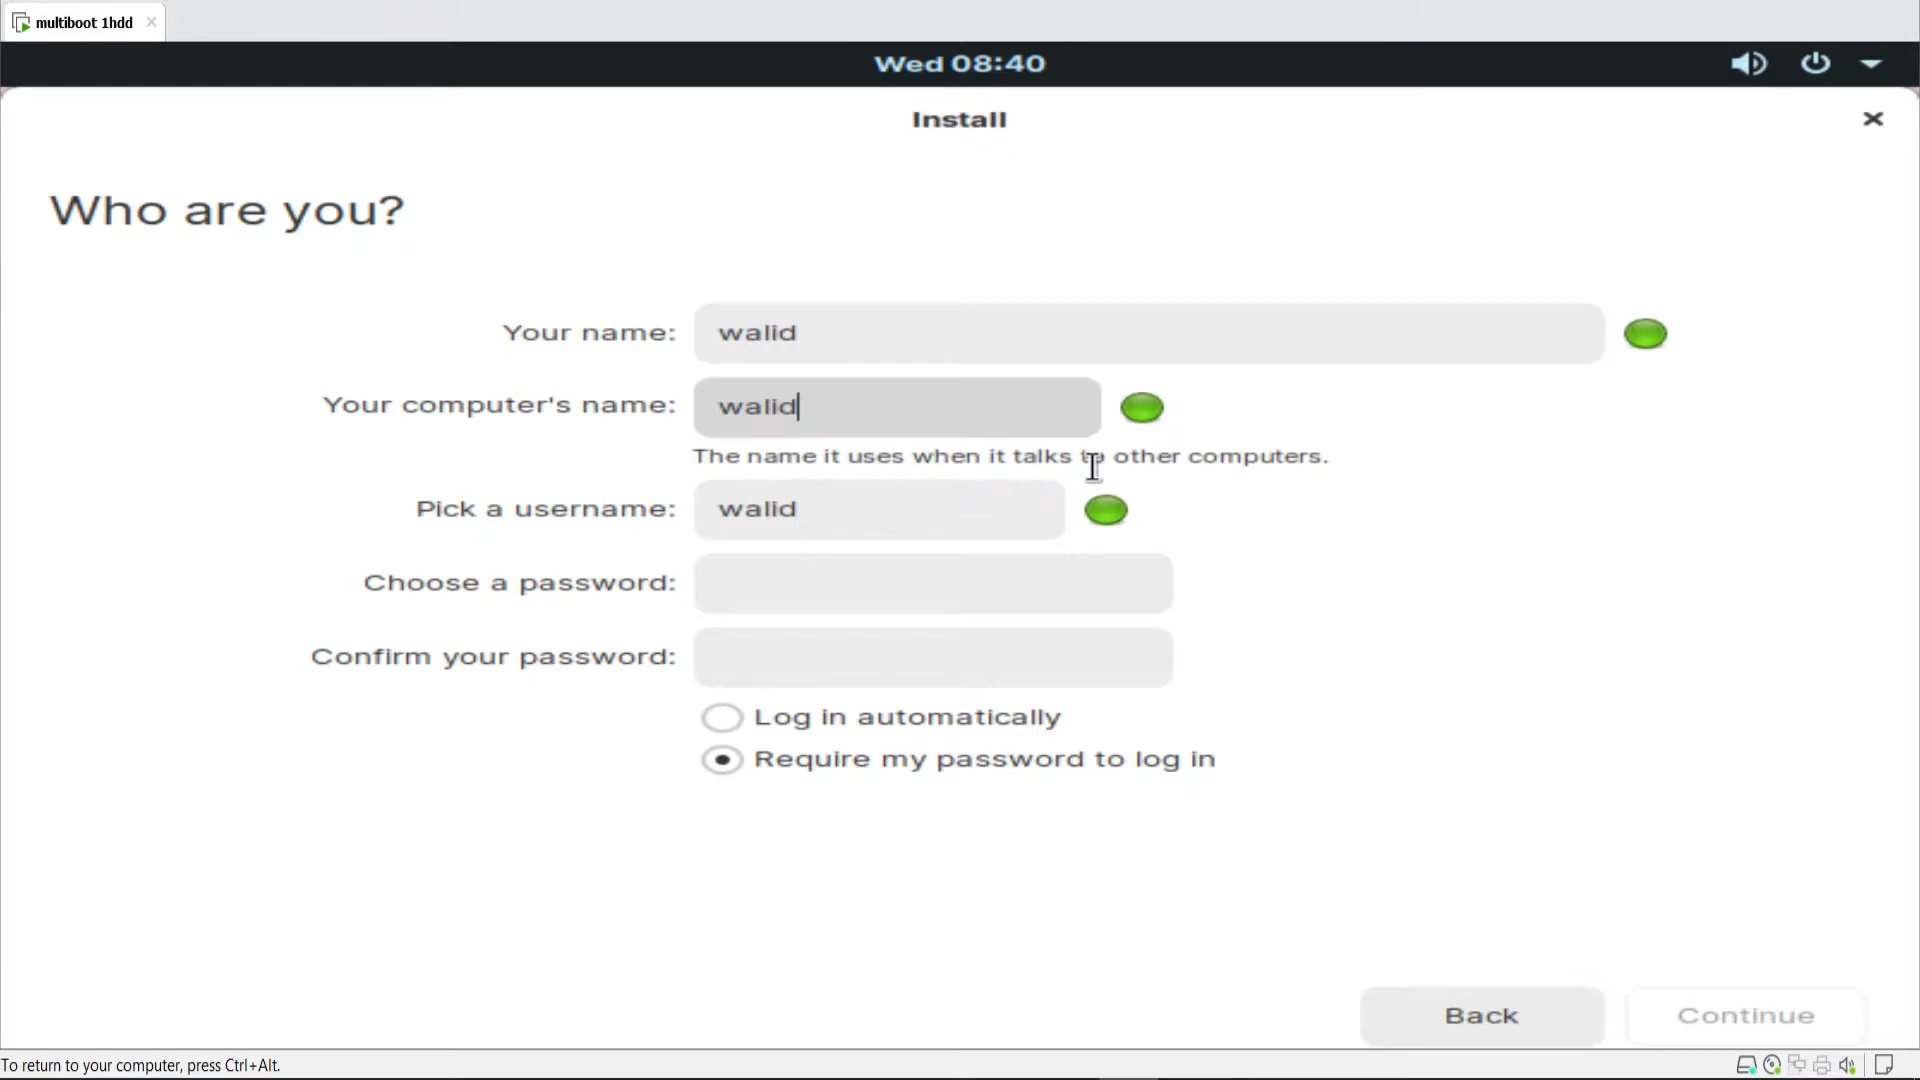 multiboot 1hdd
Wed 08:40
Install
Who are you?
Your name: walid
Your computer's name: walid
The name it uses when it talks to other computers.
Pick a username: walid
Choose a password:
Confirm your password:
Log in automatically
Require my password to log in
Back Continue
To return to your computer, press Ctrl+Alt.